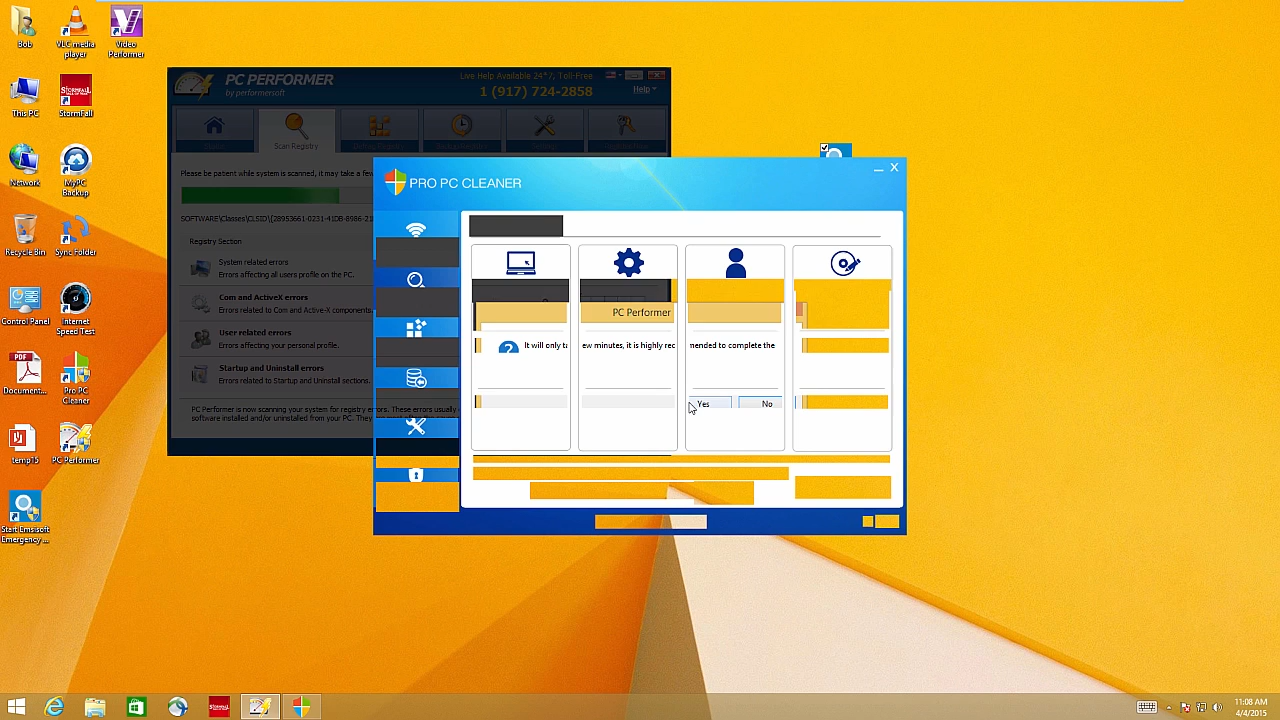 Bob
VLC media
player
Video
Performer
This PC
StormFall
Network
MyPC
Backup
Recycle Bin
Sync Folder
Control Panel
Internet
Speed Test
PDF
Document...
Pro PC
Cleaner
temp15
PC Performer
Start Emsisoft
Emergency ...
PC PERFORMER
by performersoft
Live Help Available 24*7, Toll-Free
1 (917) 724-2858
Help
Scan Registry
Please be patient while system is scanned, it may take a few
Registry Section
System related errors
Errors affecting all users profile on the PC.
Com and ActiveX errors
Errors related to Com and Active-X components.
User related errors
Errors affecting your personal profile.
Startup and Uninstall errors
Errors related to Startup and Uninstall sections.
PC Performer is now scanning your system for registry errors. These errors usually
software installed and/or uninstalled from your PC. They
PRO PC CLEANER
PC Performer
It will only ta
ew minutes, it is highly rec
mended to complete the
Yes
No
11:08 AM
4/4/2015